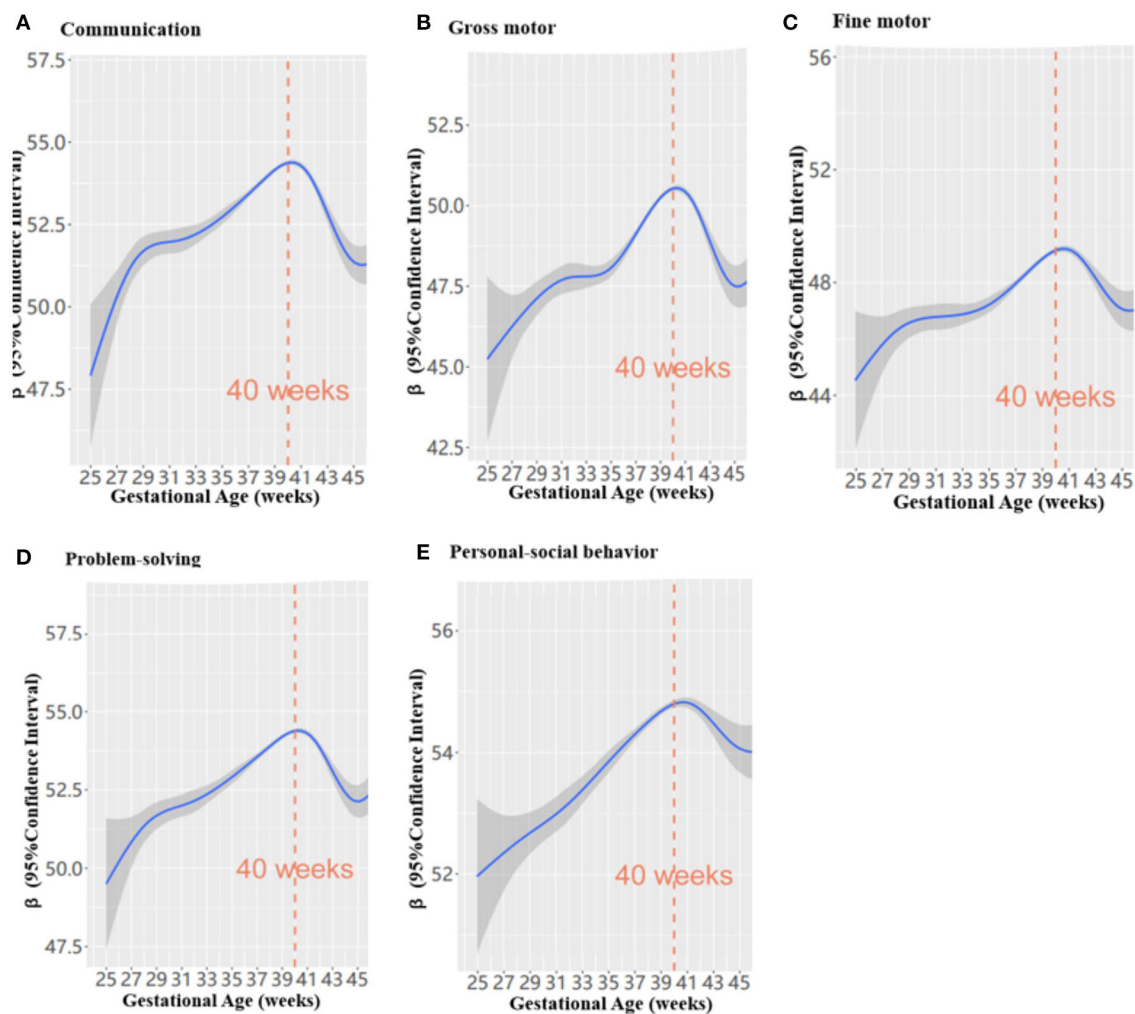 A Communication
57.5
55.0
52.5
50.0
47.5
(95%Confidence Interval)
40 weeks
25 27 29 31 33 35 37 39 41 43 45
Gestational Age (weeks)
B Gross motor
52.5
50.0
47.5
45.0
42.5
β (95%Confidence Interval)
40 weeks
25 27 29 31 33 35 37 39 41 43 45
Gestational Age (weeks)
C Fine motor
56
52
48
44
β (95%Confidence Interval)
40 weeks
25 27 29 31 33 35 37 39 41 43 45
Gestational Age (weeks)
D Problem-solving
57.5
55.0
52.5
50.0
47.5
β (95%Confidence Interval)
40 weeks
25 27 29 31 33 35 37 39 41 43 45
Gestational Age (weeks)
E Personal-social behavior
56
54
52
β (95%Confidence Interval)
40 weeks
25 27 29 31 33 35 37 39 41 43 45
Gestational Age (weeks)